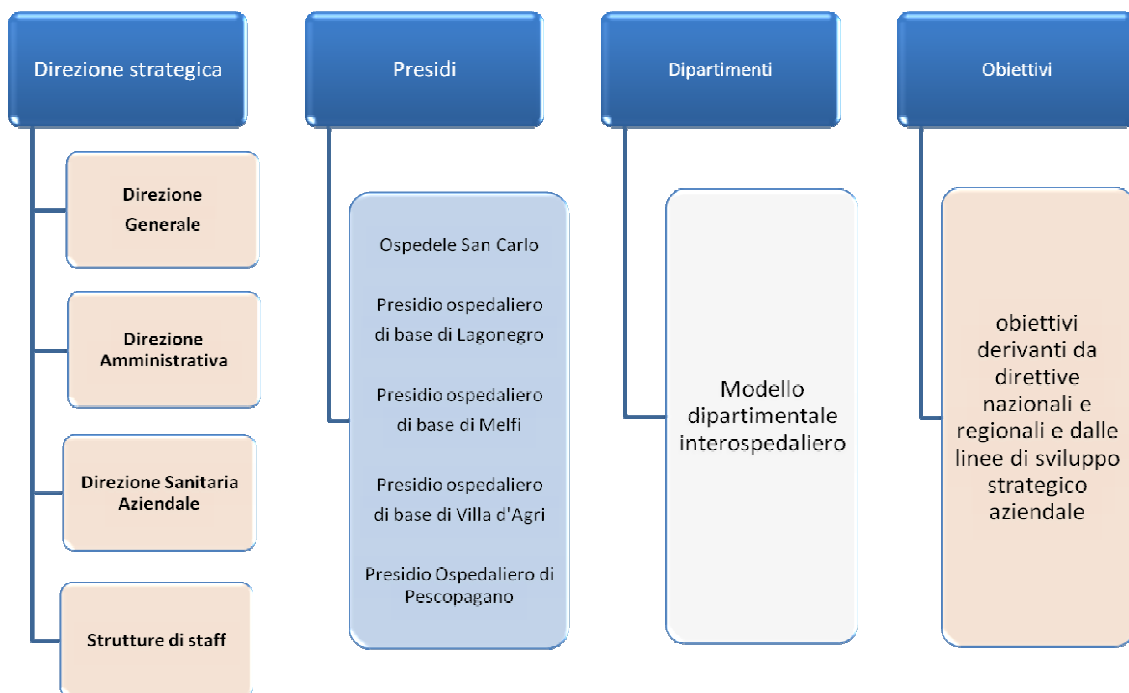 Direzione strategica
Direzione
Generale
Direzione
Amministrativa
Direzione Sanitaria
Aziendale
Strutture di staff
Presidi
Ospedele San Carlo
Presidio ospedaliero
di base di Lagonegro
Presidio ospedaliero
di base di Melfi
Presidio ospedaliero
di base di Villa d'Agri
Presidio Ospedaliero di
Pescopagano
Dipartimenti
Modello
dipartimentale
interospedaliero
Obiettivi
obiettivi
derivanti da
direttive
nazionali e
regionali e dalle
linee di sviluppo
strategico
aziendale